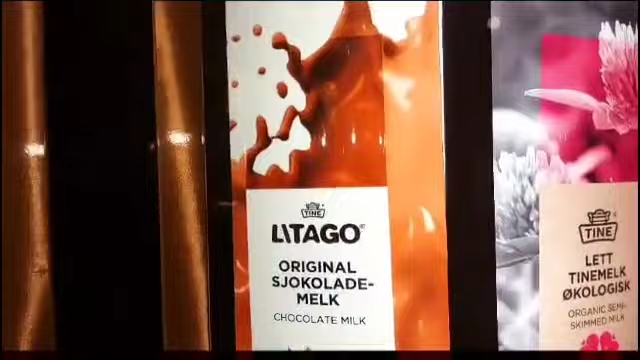 TINE
LITAGO®
ORIGINAL
SJOKOLADE-
MELK
CHOCOLATE MILK
TINE
LETT
TINEMELK
ØKOLOGISK
ORGANIC SEMI-
SKIMMED MILK